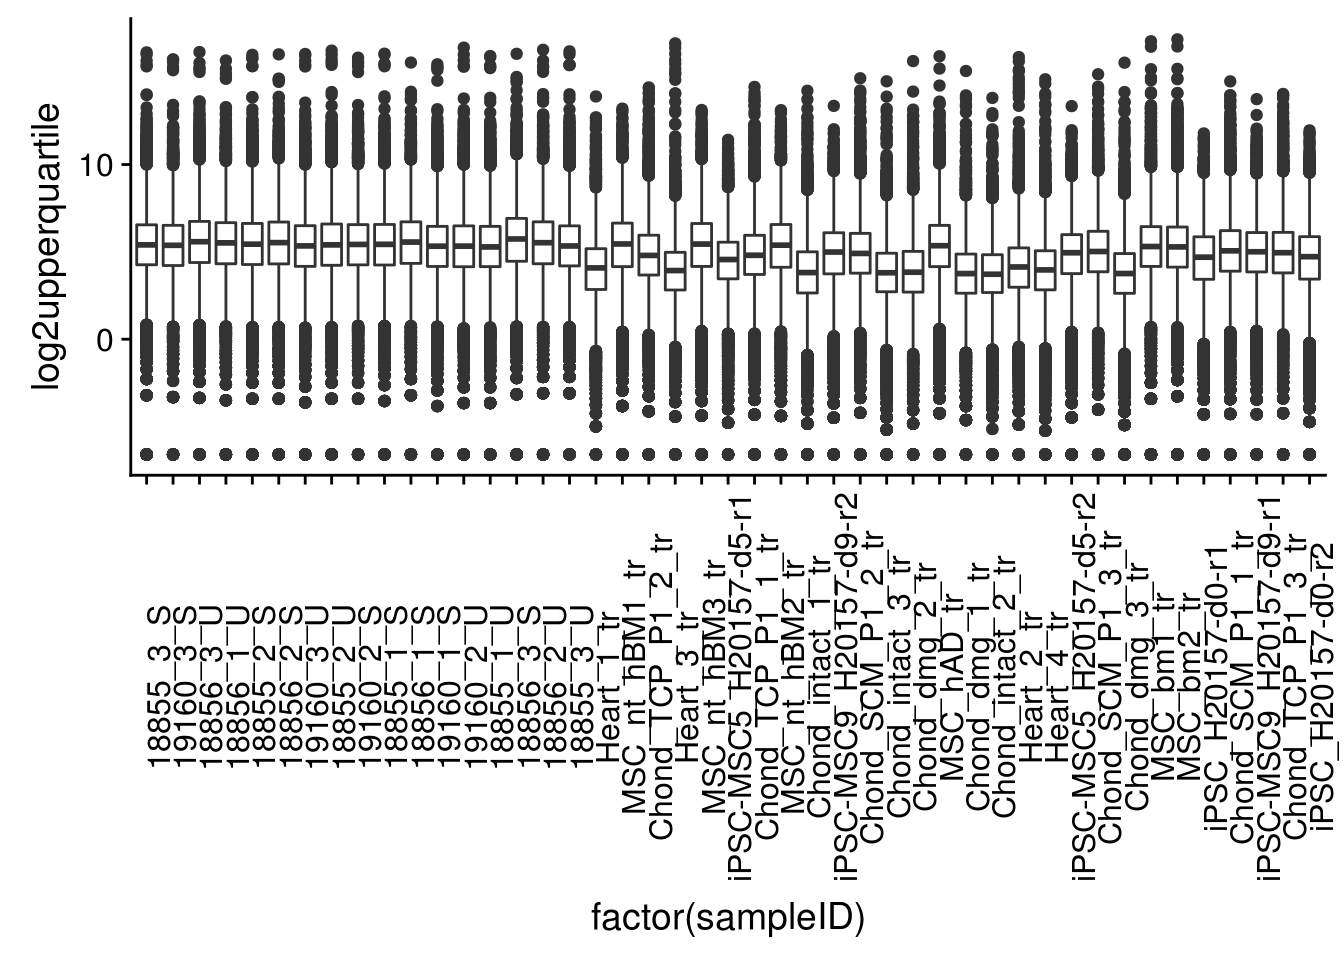 log2upperquartile
10
0
18855_3_S
19160_3_S
18856_3_U
18856_1_U
18855_2_S
18856_2_S
19160_3_U
18855_2_U
19160_2_S
18855_1_S
18856_1_S
19160_1_S
19160_2_U
18855_1_U
18856_3_S
18856_2_U
18855_3_U
Heart_1_tr
MSC_nt_hBM1_tr
Chond_TCP_P1_2_tr
Heart_3_tr
MSC_nt_hBM3_tr
iPSC-MSC5_H20157-d5-r1
Chond_TCP_P1_1_tr
MSC_nt_hBM2_tr
Chond_intact_1_tr
iPSC-MSC9_H20157-d9-r2
Chond_SCM_P1_2_tr
Chond_intact_3_tr
Chond_dmg_2_tr
MSC_hAD_tr
Chond_dmg_1_tr
Chond_intact_2_tr
Heart_2_tr
Heart_4_tr
iPSC-MSC5_H20157-d5-r2
Chond_SCM_P1_3_tr
Chond_dmg_3_tr
MSC_bm1_tr
MSC_bm2_tr
iPSC_H20157-d0-r1
Chond_SCM_P1_1_tr
iPSC-MSC9_H20157-d9-r1
Chond_TCP_P1_3_tr
iPSC_H20157-d0-r2
factor(sampleID)